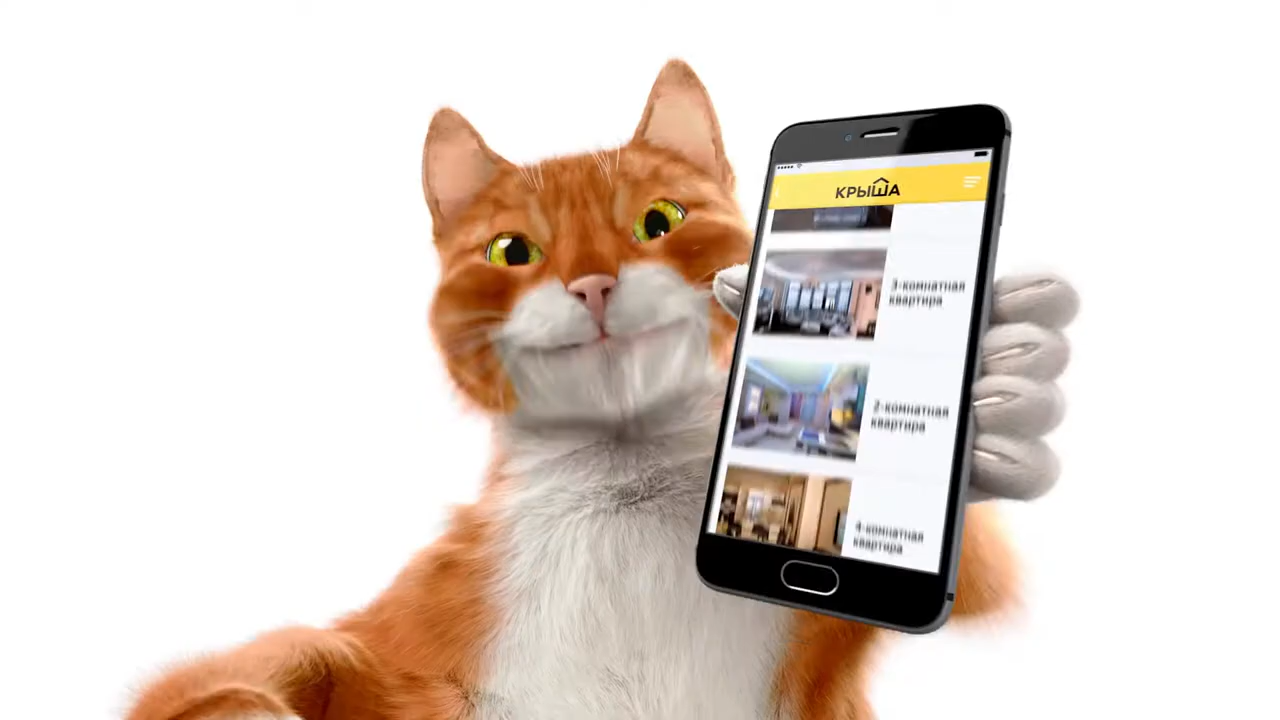 КРЫША
3-комнатная
квартира
2-комнатная
квартира
4-комнатная
квартира